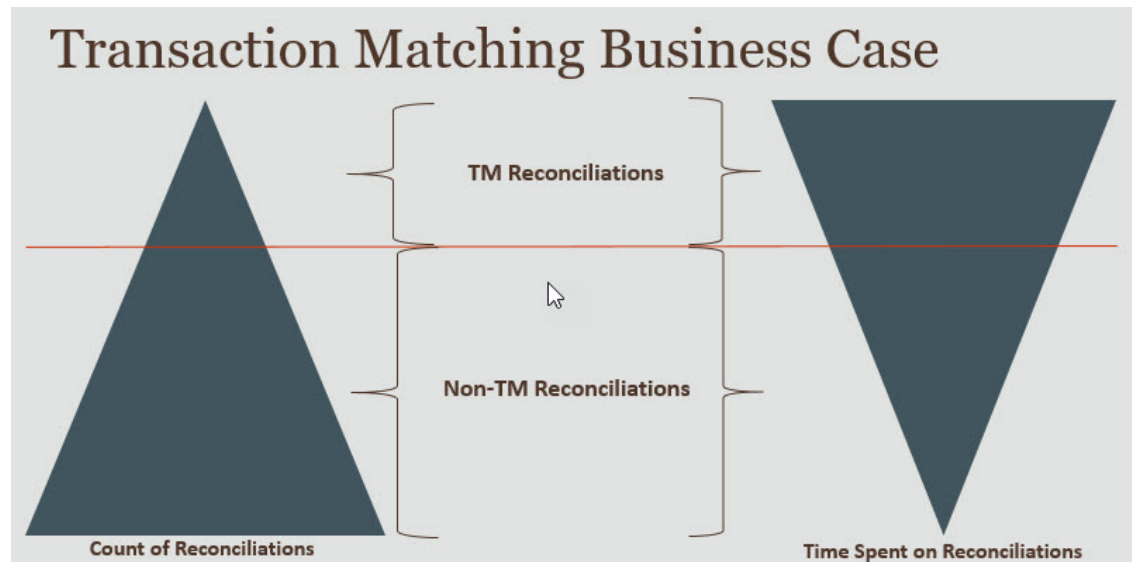 Transaction Matching Business Case
TM Reconciliations
Non-TM Reconciliations
Count of Reconciliations
Time Spent on Reconciliations